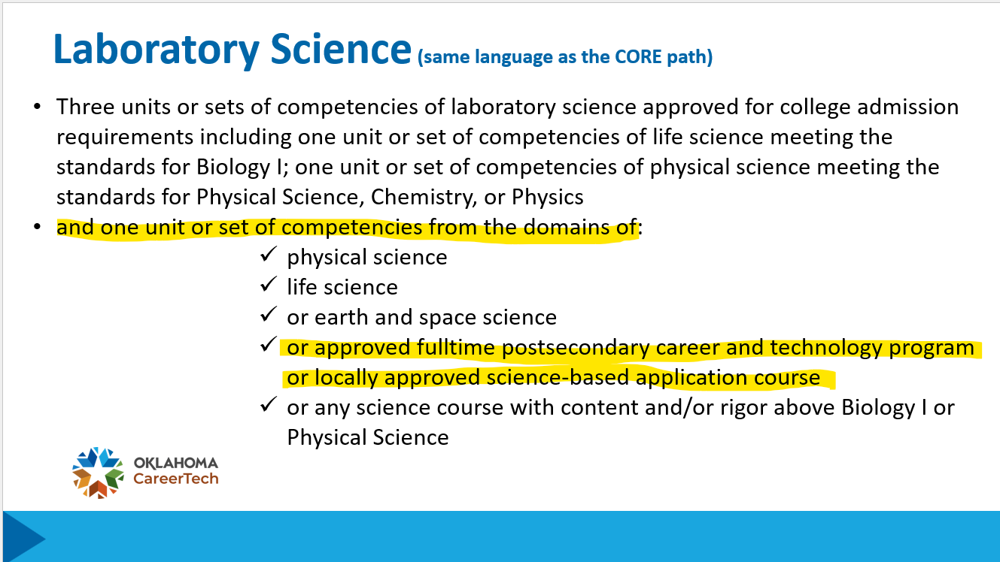 Laboratory Science (same language as the CORE path)
• Three units or sets of competencies of laboratory science approved for college admission
requirements including one unit or set of competencies of life science meeting the
standards for Biology I; one unit or set of competencies of physical science meeting the
standards for Physical Science, Chemistry, or Physics
• and one unit or set of competencies from the domains of:
✓ physical science
✓ life science
✓ or earth and space science
✓ or approved fulltime postsecondary career and technology program
or locally approved science-based application course
✓ or any science course with content and/or rigor above Biology I or
Physical Science
OKLAHOMA
CareerTech